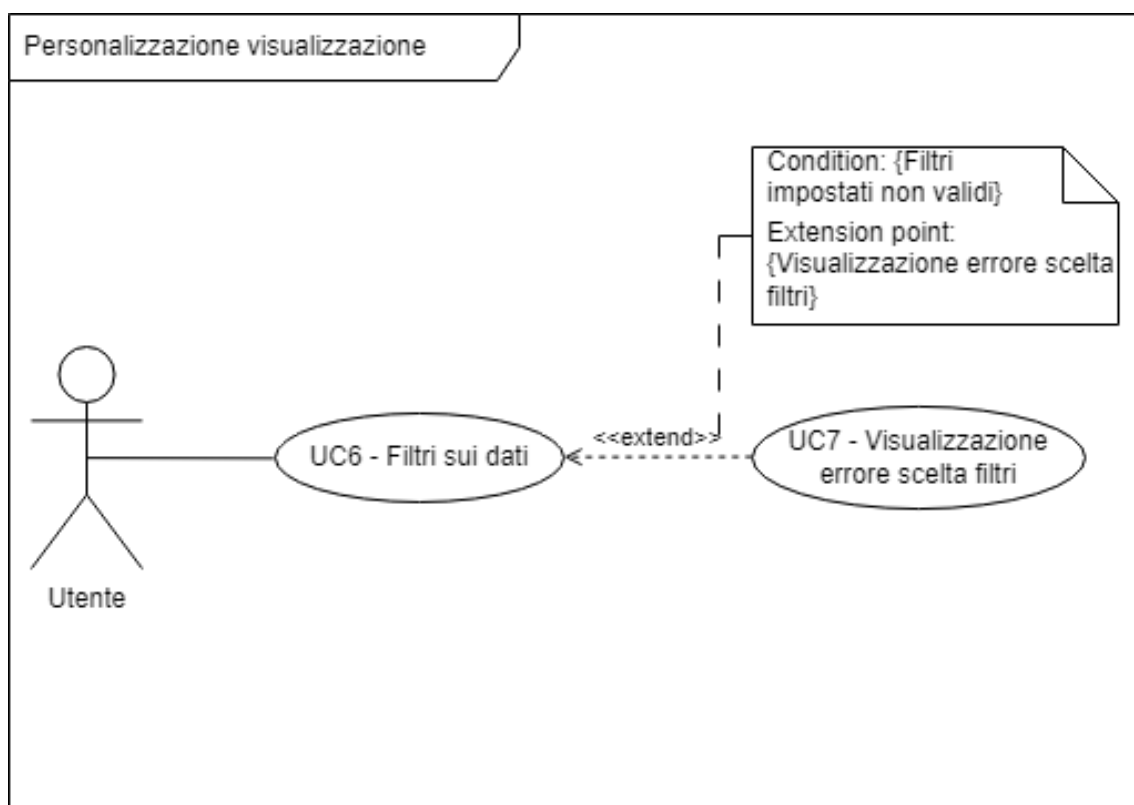 Personalizzazione visualizzazione
Condition: {Filtri
impostati non validi}
Extension point:
{Visualizzazione errore scelta
filtri}
UC6 - Filtri sui dati
<<extend>>
UC7 - Visualizzazione
errore scelta filtri
Utente